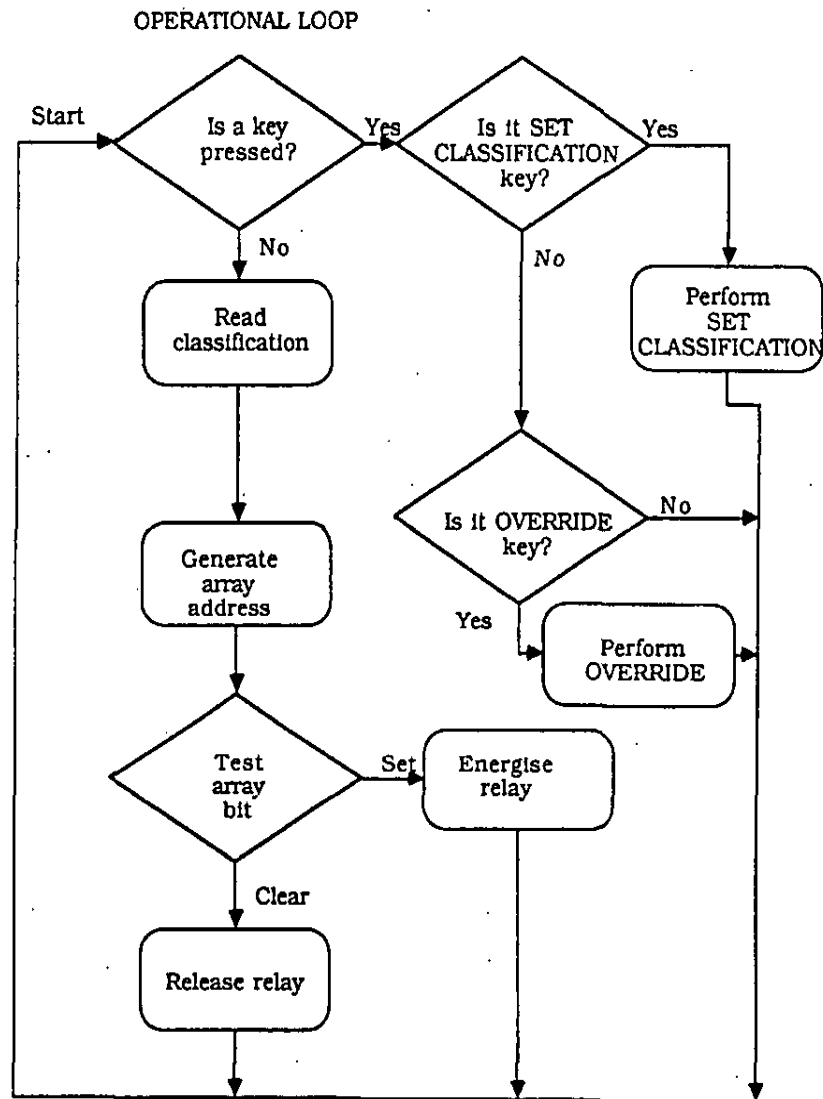 OPERATIONAL LOOP
Start
Is a key
pressed?
Yes
Is it SET
CLASSIFICATION
key?
Yes
No
No
Read
classification
Perform
SET
CLASSIFICATION
Is it OVERRIDE
key?
No
Generate
array
address
Yes
Perform
OVERRIDE
Test
array
bit
Set
Energise
relay
Clear
Release relay